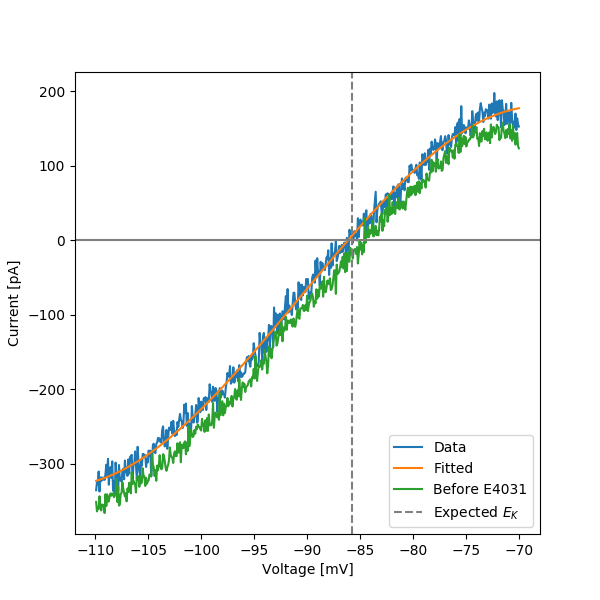 200
100
0
−100
−200
−300
Current [pA]
Data
Fitted
Before E4031
Expected E_K
−110 −105 −100 −95 −90 −85 −80 −75 −70
Voltage [mV]